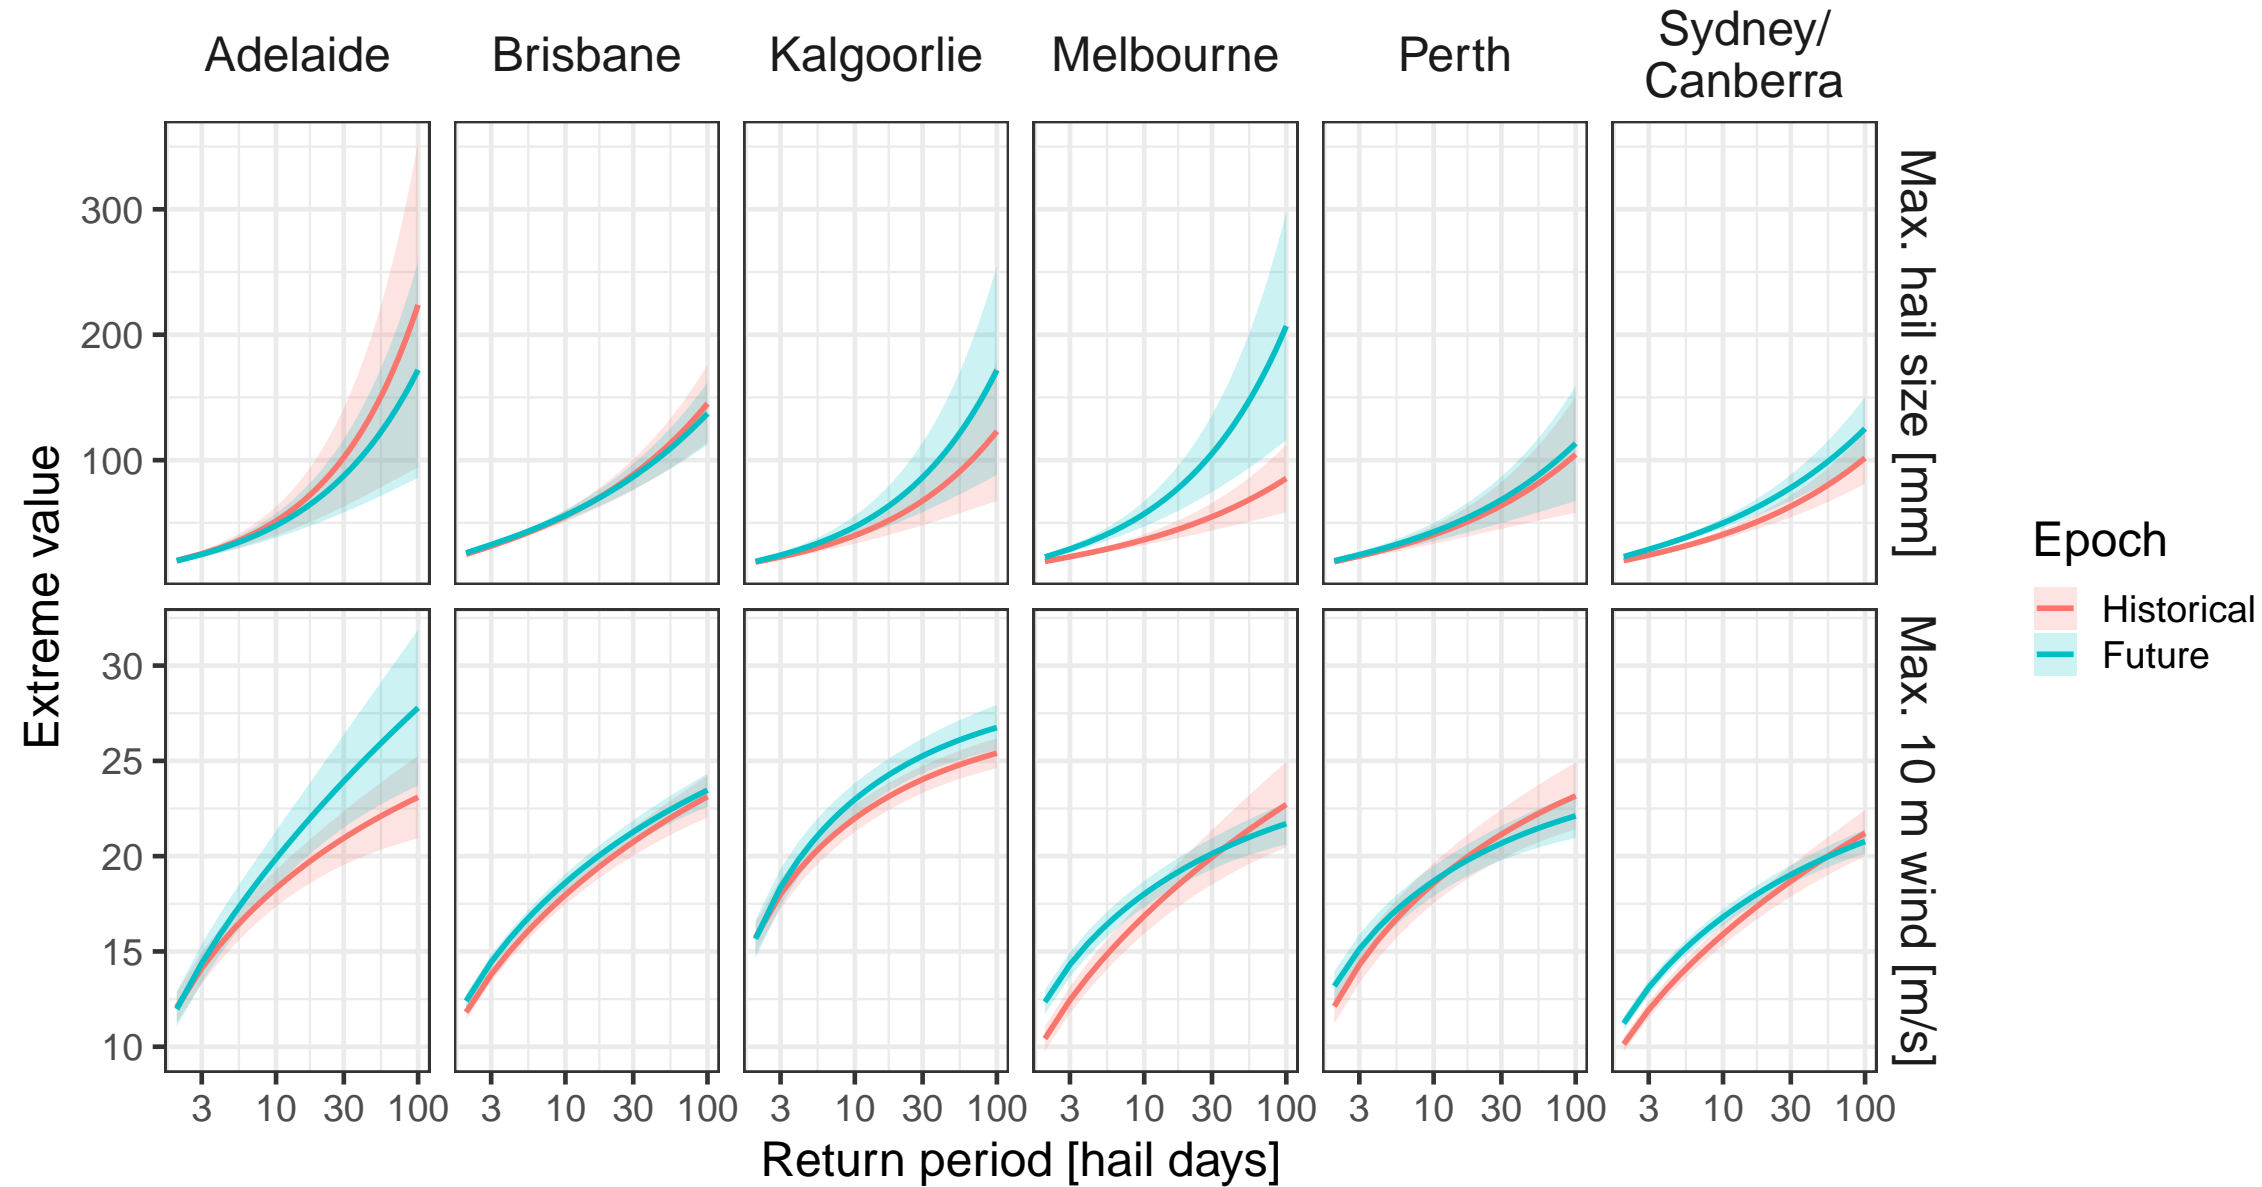 Adelaide
Brisbane
Kalgoorlie
Melbourne
Perth
Sydney/
Canberra
Extreme value
300
200
100
Max. hail size [mm]
30
25
20
15
10
Max. 10 m wind [m/s]
3 10 30 100
3 10 30 100
3 10 30 100
3 10 30 100
3 10 30 100
3 10 30 100
Return period [hail days]
Epoch
Historical
Future